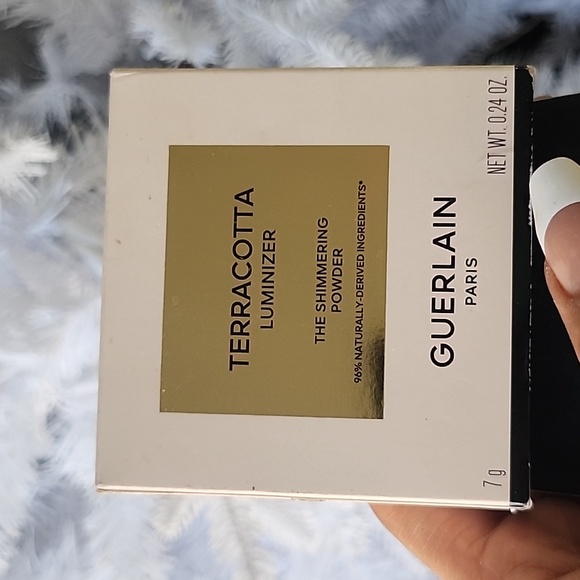 TERRACOTTA
LUMINIZER
THE SHIMMERING
POWDER
96% NATURALLY-DERIVED INGREDIENTS*
GUERLAIN
PARIS
7 g
NET WT. 0.24 OZ.